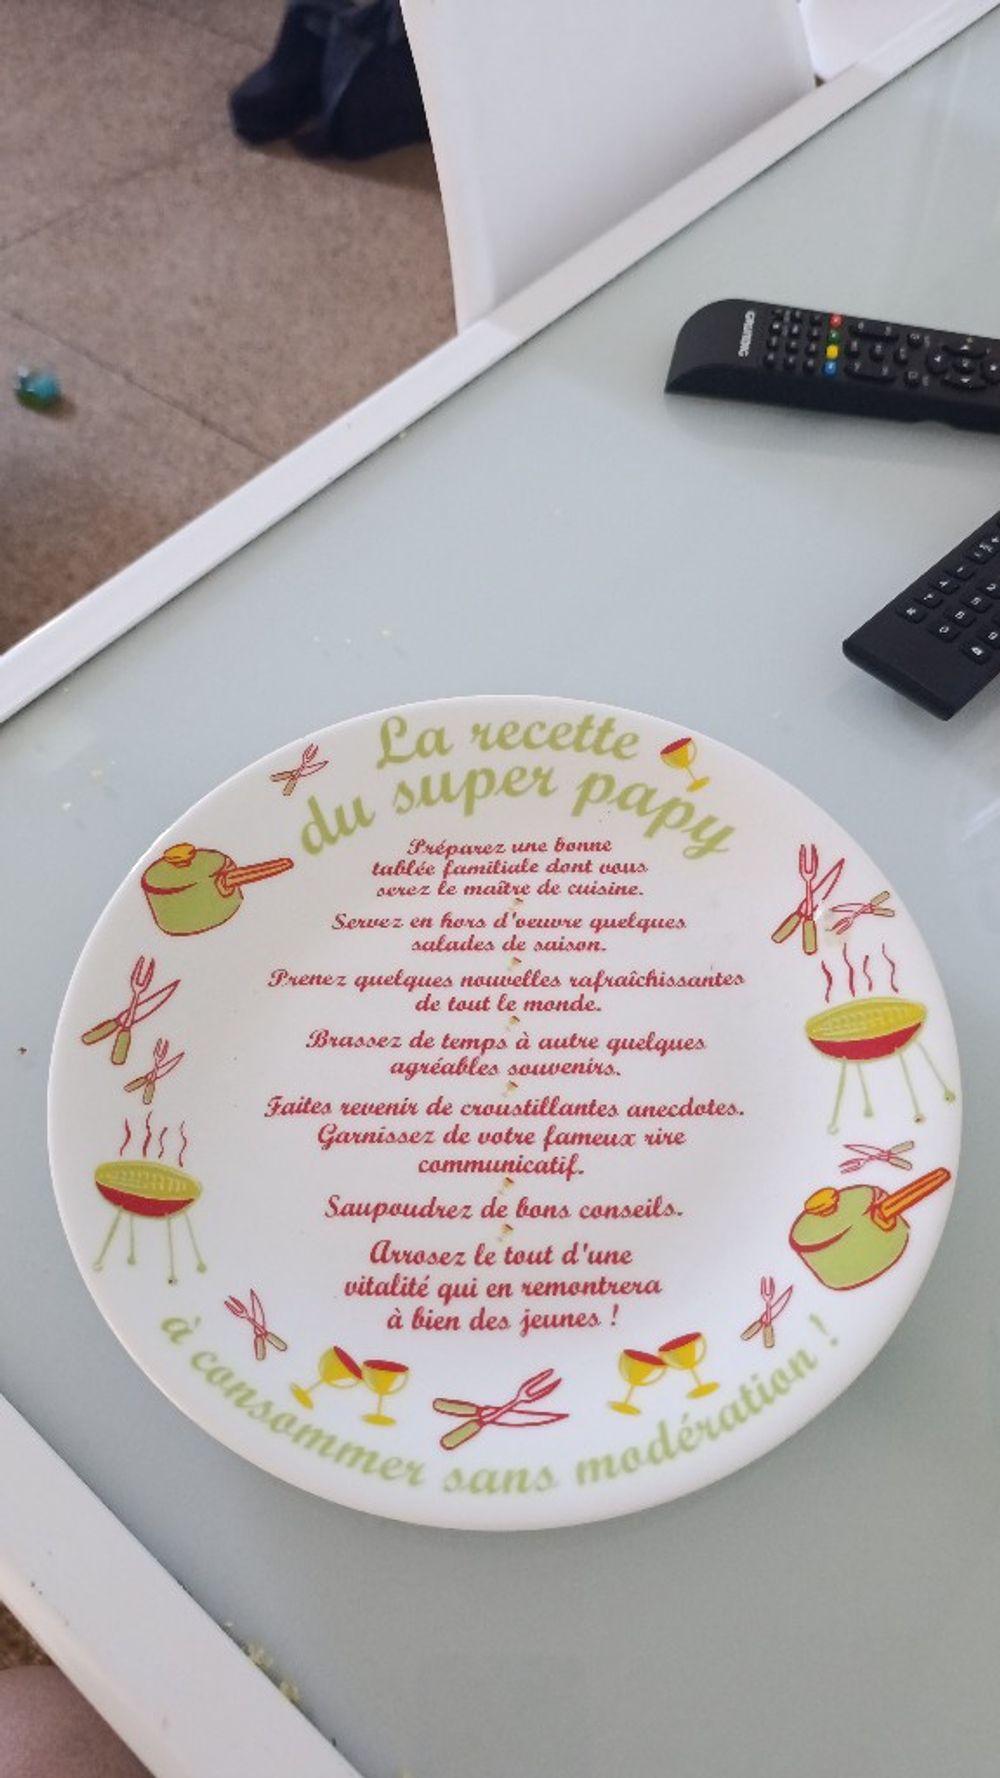 GRUNDIG
La recette
du super papy
Préparez une bonne
tablée familiale dont vous
serez le maître de cuisine.
Servez en hors d'oeuvre quelques
salades de saison.
Prenez quelques nouvelles rafraîchissantes
de tout le monde.
Brassez de temps à autre quelques
agréables souvenirs.
Faites revenir de croustillantes anecdotes.
Garnissez de votre fameux rire
communicatif.
Saupoudrez de bons conseils.
Arrosez le tout d'une
vitalité qui en remontrera
à bien des jeunes !
à consommer sans modération !